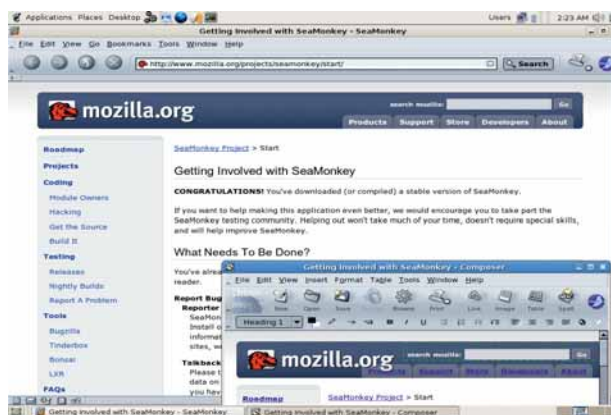 Applications Places Desktop
Users
2:23 AM
Getting Involved with SeaMonkey - SeaMonkey
File Edit View Go Bookmarks Tools Window Help
http://www.mozilla.org/projects/seamonkey/start/
Search
mozilla.org
search mozilla:
Go
Products Support Store Developers About
Roadmap
Projects
Coding
Module Owners
Hacking
Get the Source
Build It
Testing
Releases
Nightly Builds
Report A Problem
Tools
Bugzilla
Tinderbox
Bonsai
LXR
FAQs
SeaMonkey Project > Start
Getting Involved with SeaMonkey
CONGRATULATIONS! You've downloaded (or compiled) a stable version of SeaMonkey.
If you want to help making this application even better, we would encourage you to take part the
SeaMonkey testing community. Helping out won't take much of your time, doesn't require special skills,
and will help improve SeaMonkey.
What Needs To Be Done?
You've alrea
reader.
Report Bug
Reporter
SeaMon
Install o
informat
sites, w
Talkback
Please t
data on
you hav
Getting Involved with SeaMonkey - Composer
File Edit View Insert Format Table Tools Window Help
New Open Save Browse Print Link Image Table Spell
Heading 1
B I U
mozilla.org
search mozilla:
Go
Products Support Store Developers About
Roadmap
SeaMonkey Project > Start
Getting Involved with SeaMonkey - SeaMonkey
Getting Involved with SeaMonkey - Composer